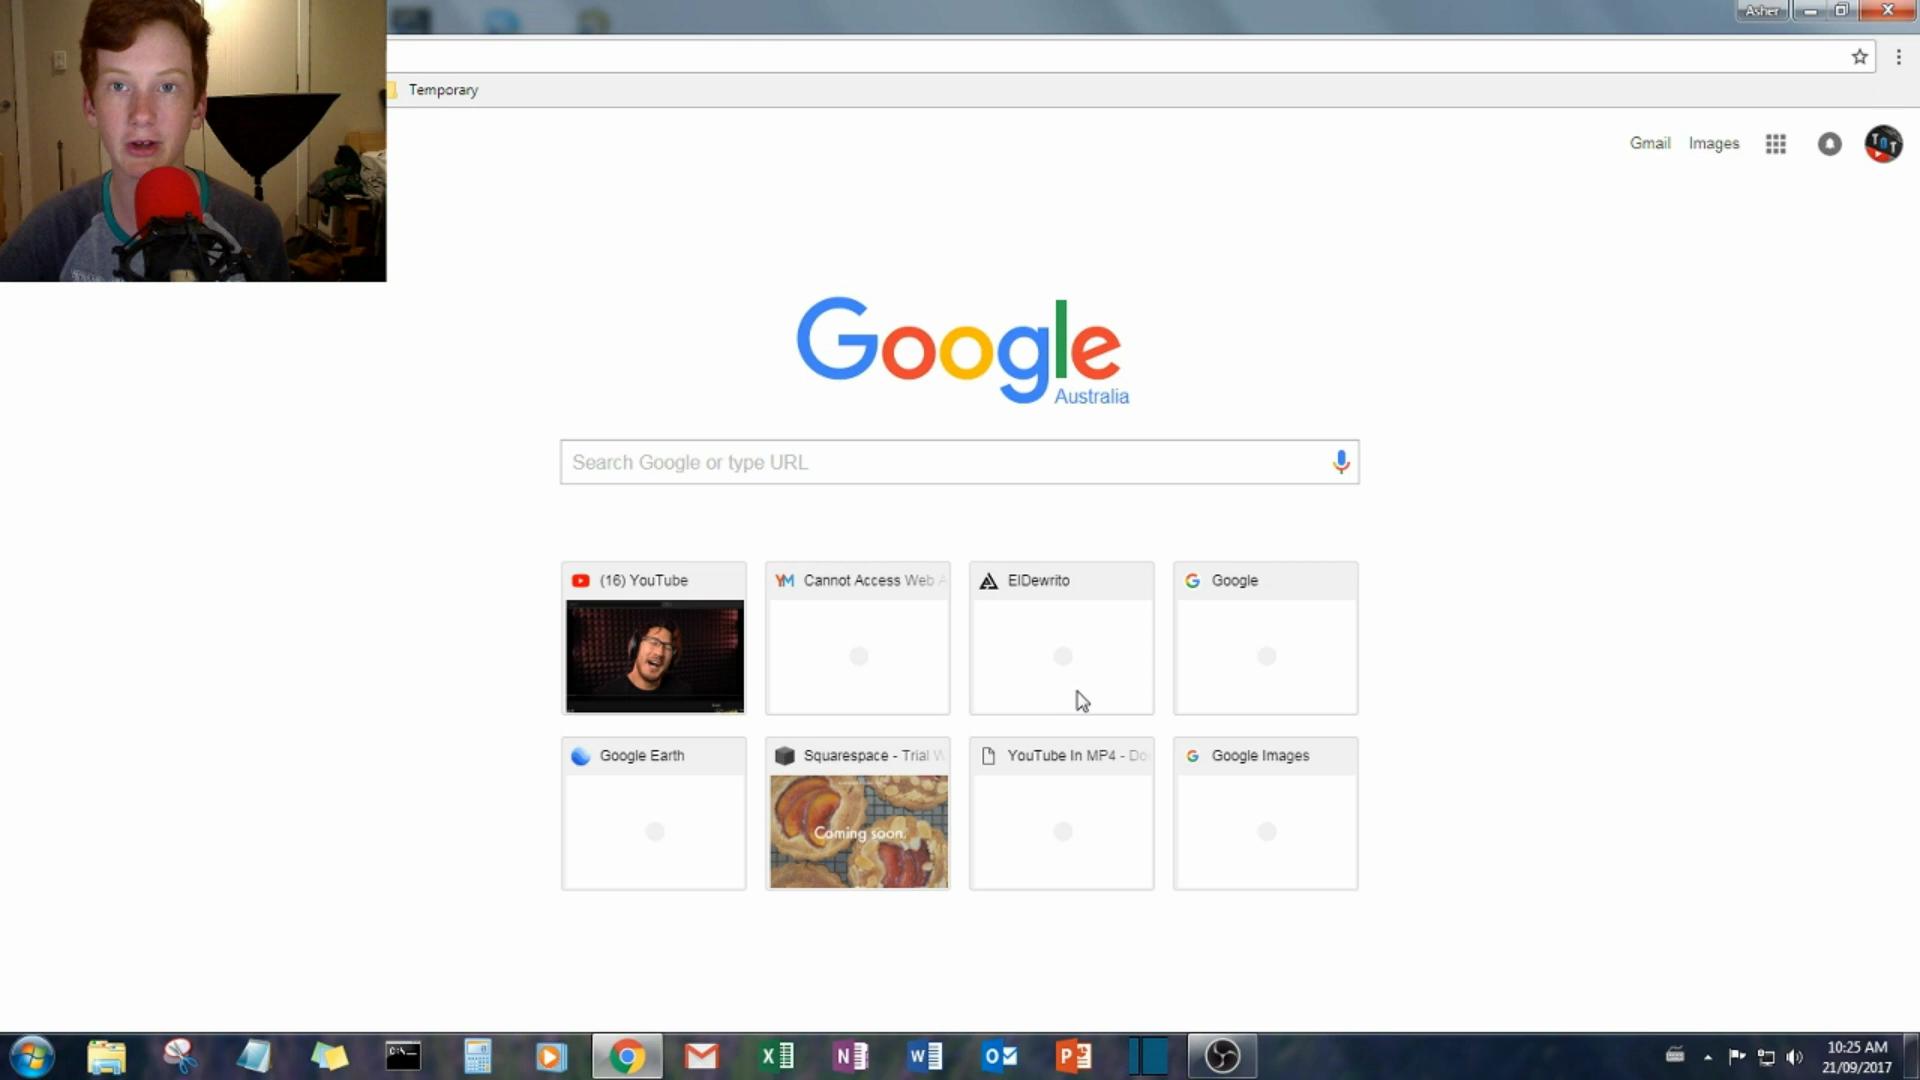 Asher
Temporary
Gmail Images
Google
Australia
Search Google or type URL
(16) YouTube
Cannot Access Web A
ElDewrito
Google
Google Earth
Squarespace - Trial W
YouTube In MP4 - Do
Google Images
Coming soon.
10:25 AM
21/09/2017